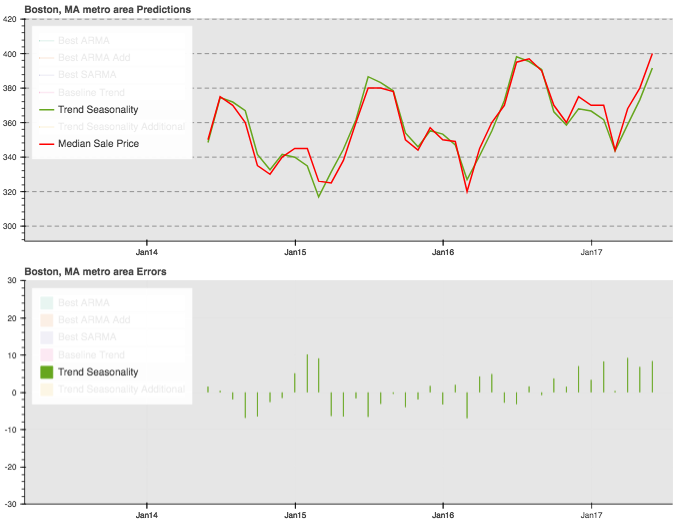 Boston, MA metro area Predictions
420
400
380
360
340
320
300
Best ARMA
Best ARMA Add
Best SARMA
Baseline Trend
Trend Seasonality
Trend Seasonality Additional
Median Sale Price
Jan14
Jan15
Jan16
Jan17
Boston, MA metro area Errors
30
20
10
0
-10
-20
-30
Best ARMA
Best ARMA Add
Best SARMA
Baseline Trend
Trend Seasonality
Trend Seasonality Additional
Jan14
Jan15
Jan16
Jan17